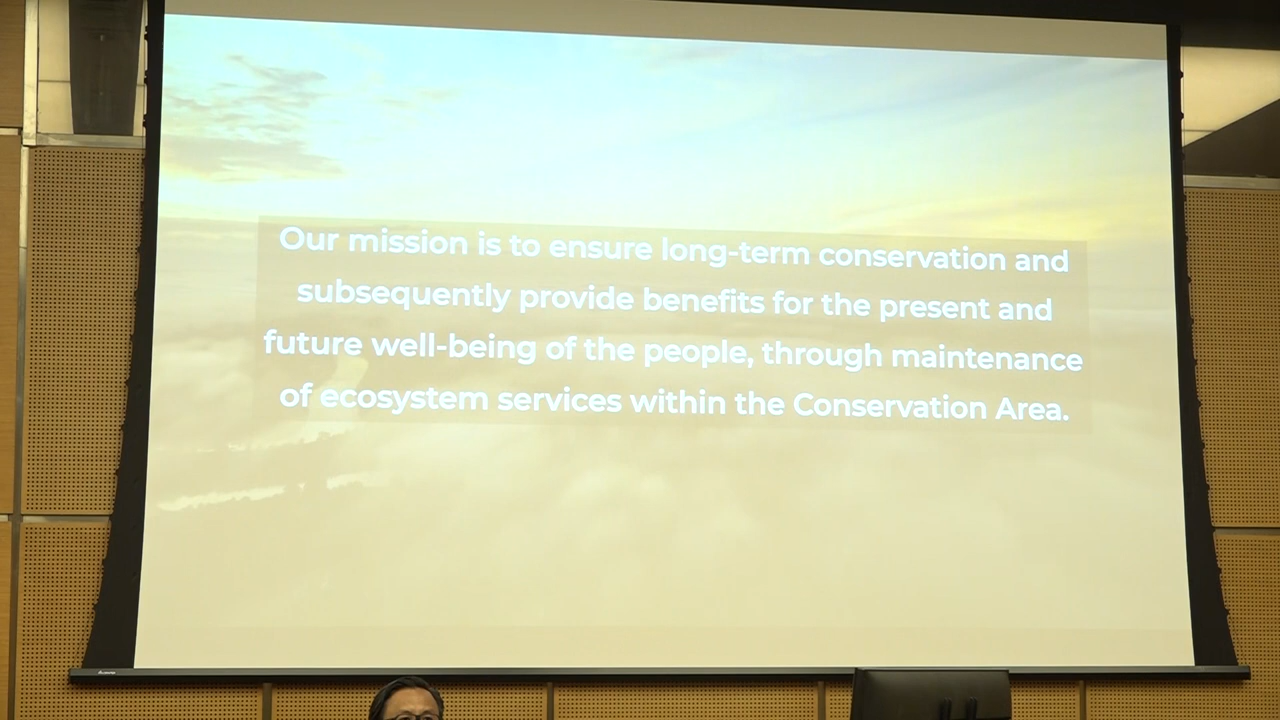 Our mission is to ensure long-term conservation and
subsequently provide benefits for the present and
future well-being of the people, through maintenance
of ecosystem services within the Conservation Area.